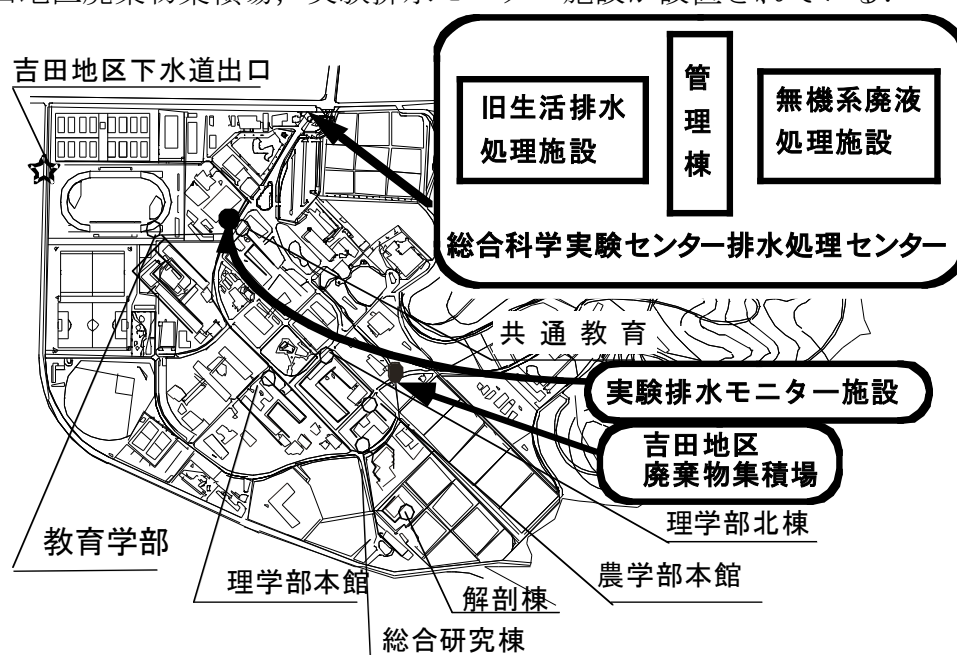 田地区廃棄物集積場，実験排水モニター施設が設置されている．
吉田地区下水道出口
旧生活排水
処理施設
管
理
棟
無機系廃液
処理施設
総合科学実験センター排水処理センター
共通教育
実験排水モニター施設
吉田地区
廃棄物集積場
理学部北棟
教育学部
理学部本館
農学部本館
解剖棟
総合研究棟